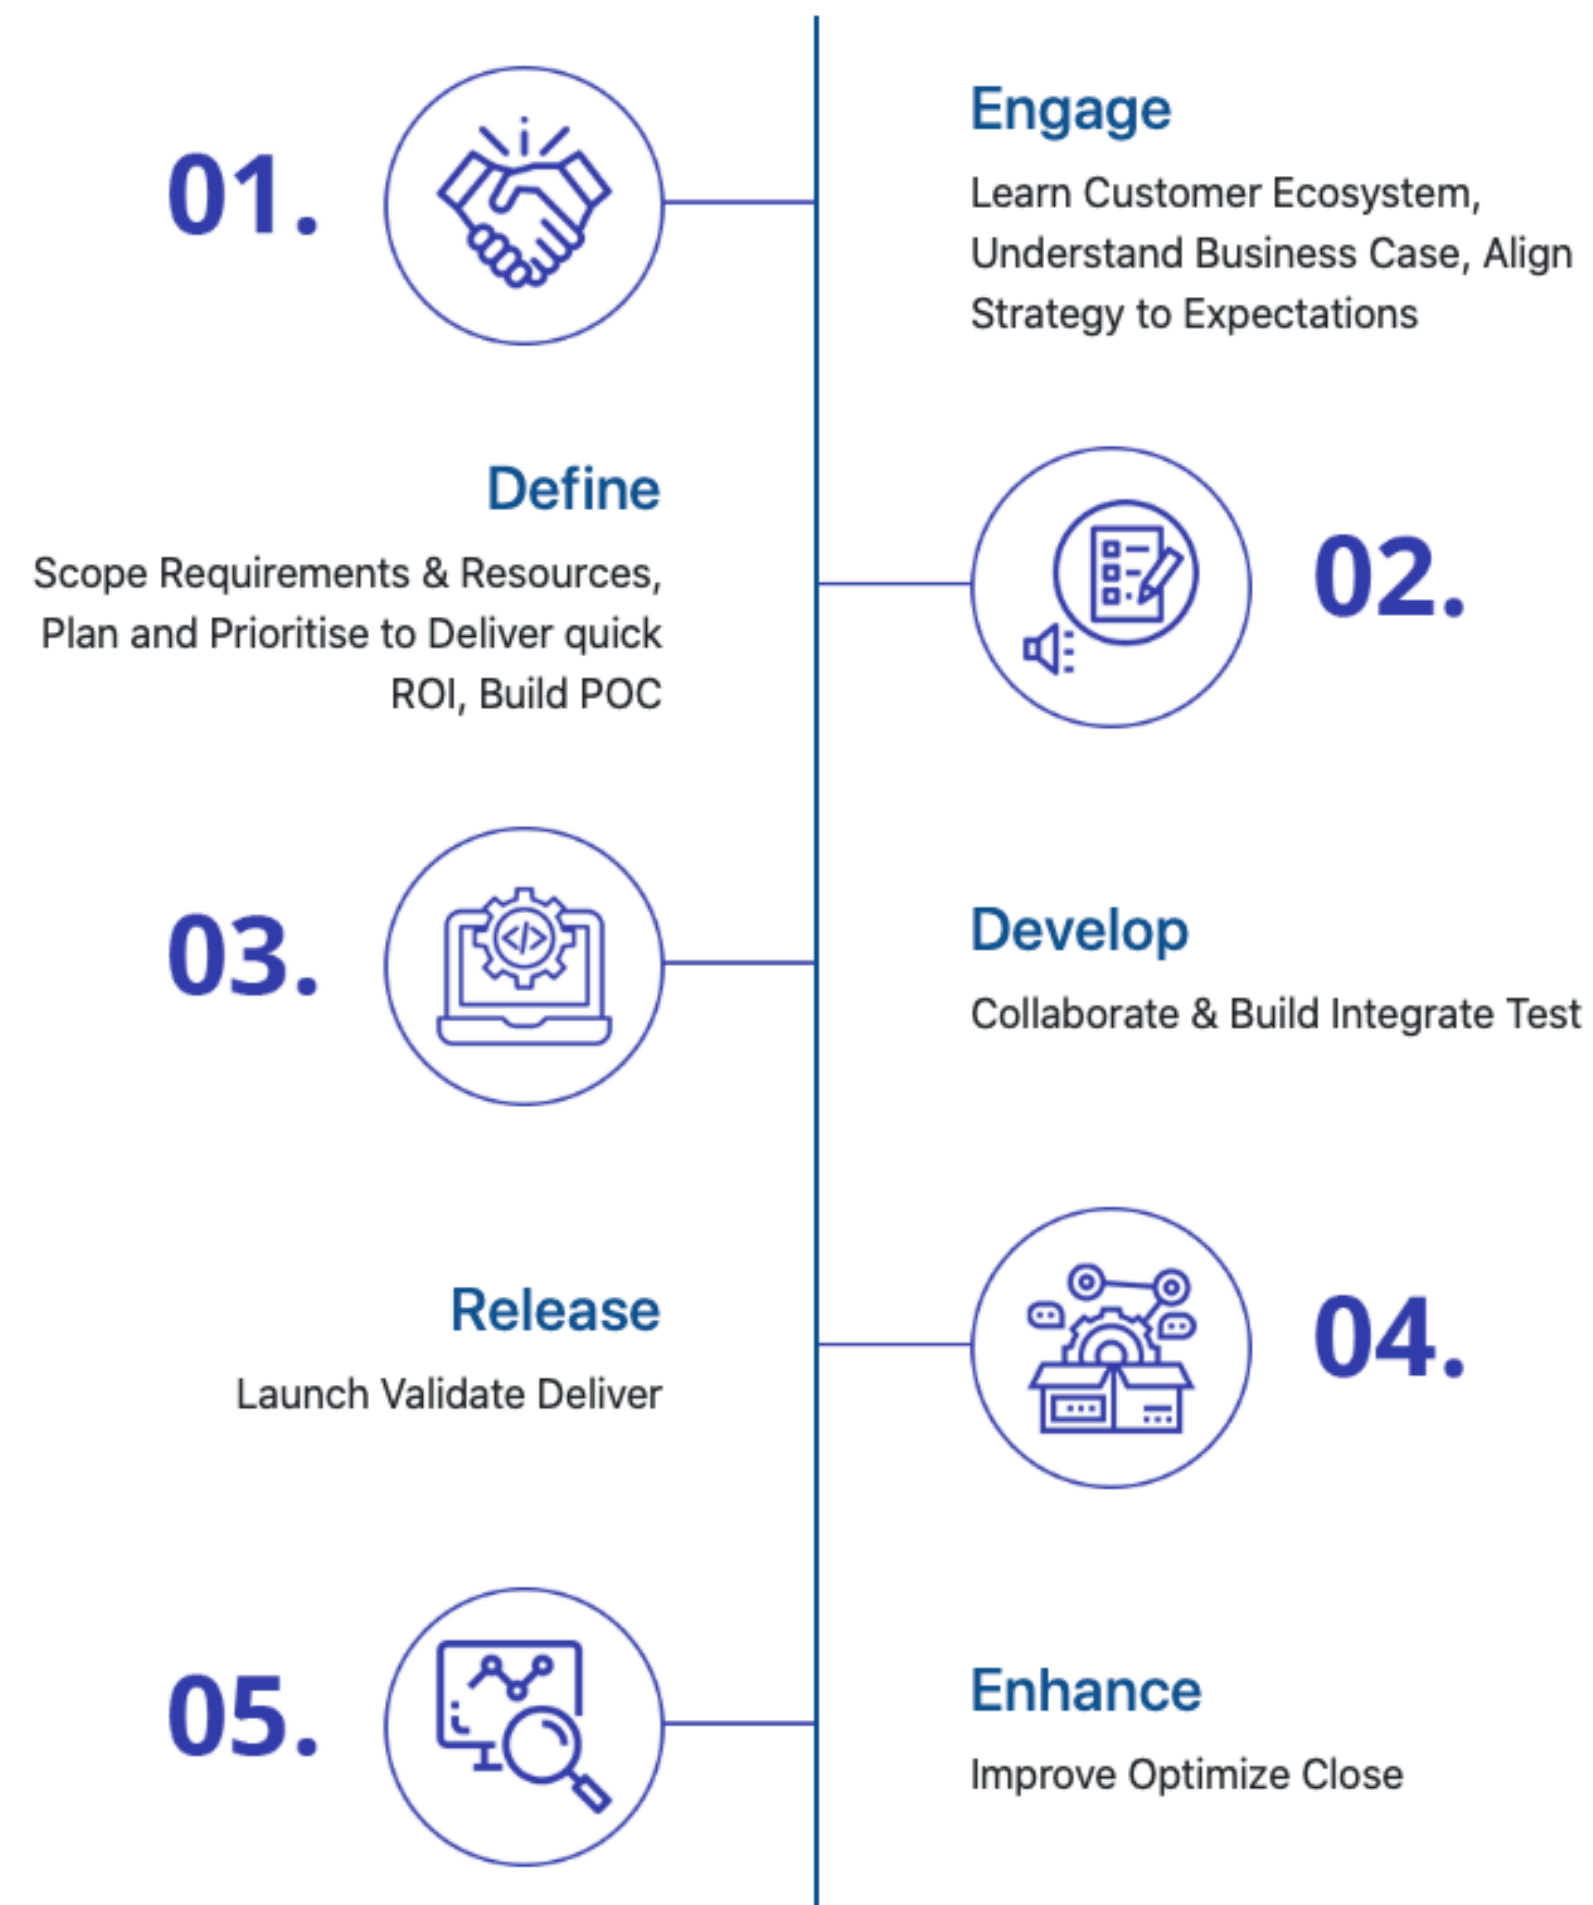 01.
Engage
Learn Customer Ecosystem,
Understand Business Case, Align
Strategy to Expectations
Define
Scope Requirements & Resources,
Plan and Prioritise to Deliver quick
ROI, Build POC
02.
03.
Develop
Collaborate & Build Integrate Test
Release
Launch Validate Deliver
04.
05.
Enhance
Improve Optimize Close